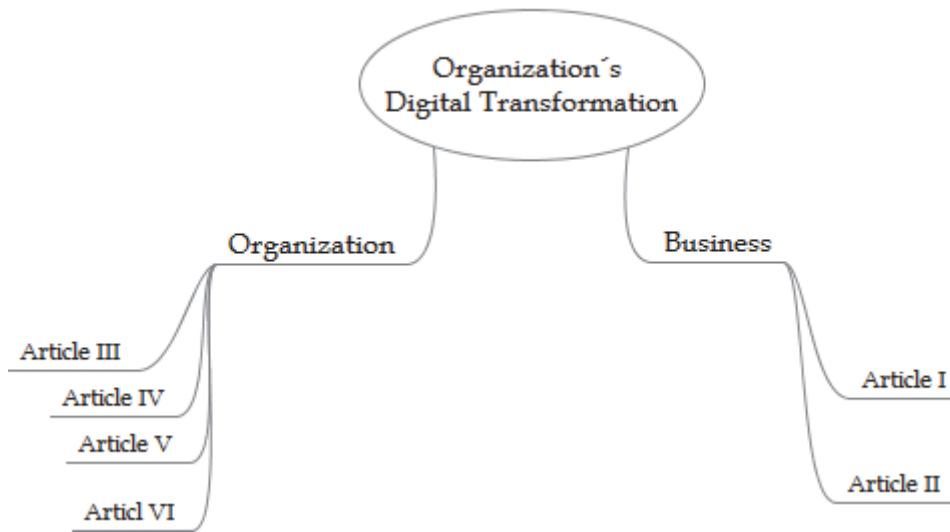 Organization´s
Digital Transformation
Organization
Business
Article III
Article IV
Article V
Articl VI
Article I
Article II